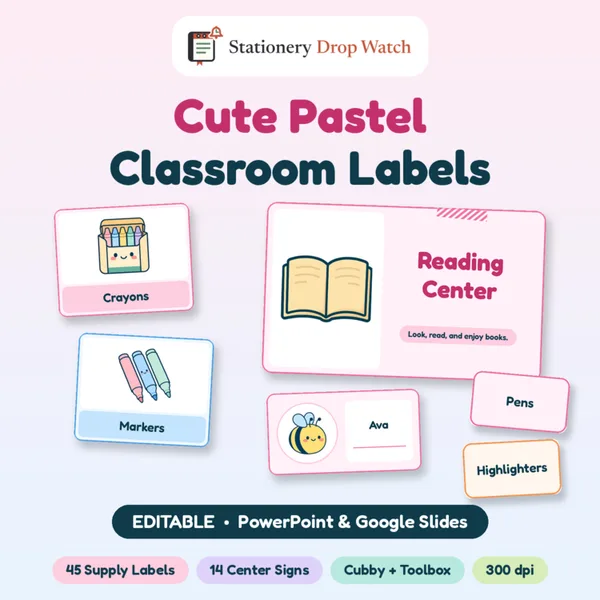 Stationery Drop Watch
Cute Pastel
Classroom Labels
Crayons
Reading
Center
Look, read, and enjoy books.
Markers
Ava
Pens
Highlighters
EDITABLE • PowerPoint & Google Slides
45 Supply Labels
14 Center Signs
Cubby + Toolbox
300 dpi